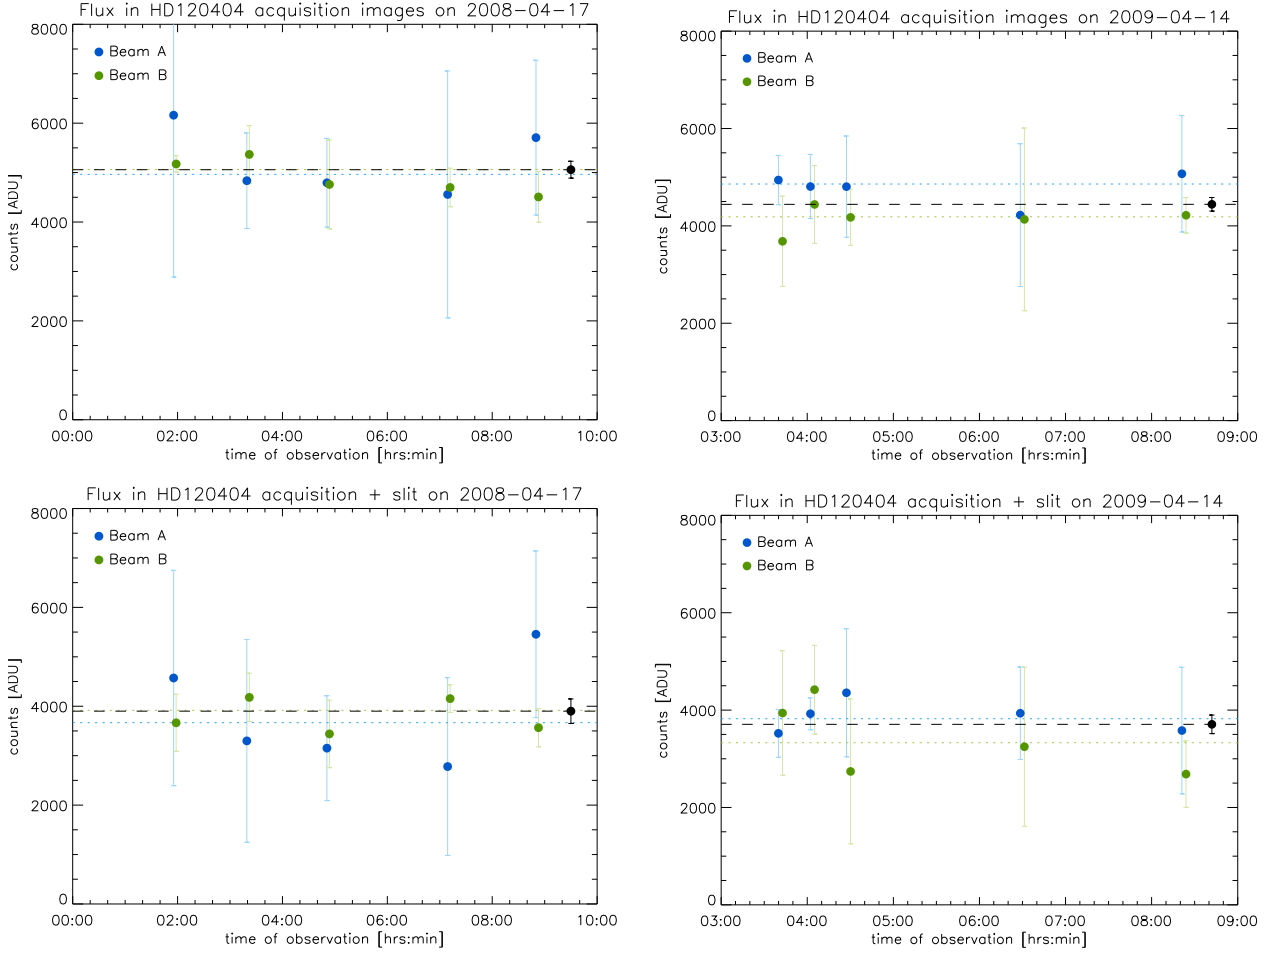 Flux in HD120404 acquisition images on 2008-04-17
8000
6000
4000
2000
0
counts [ADU]
Beam A
Beam B
00:00 02:00 04:00 06:00 08:00 10:00
time of observation [hrs:min]
Flux in HD120404 acquisition images on 2009-04-14
8000
6000
4000
2000
0
counts [ADU]
Beam A
Beam B
03:00 04:00 05:00 06:00 07:00 08:00 09:00
time of observation [hrs:min]
Flux in HD120404 acquisition + slit on 2008-04-17
8000
6000
4000
2000
0
counts [ADU]
Beam A
Beam B
00:00 02:00 04:00 06:00 08:00 10:00
time of observation [hrs:min]
Flux in HD120404 acquisition + slit on 2009-04-14
8000
6000
4000
2000
0
counts [ADU]
Beam A
Beam B
03:00 04:00 05:00 06:00 07:00 08:00 09:00
time of observation [hrs:min]